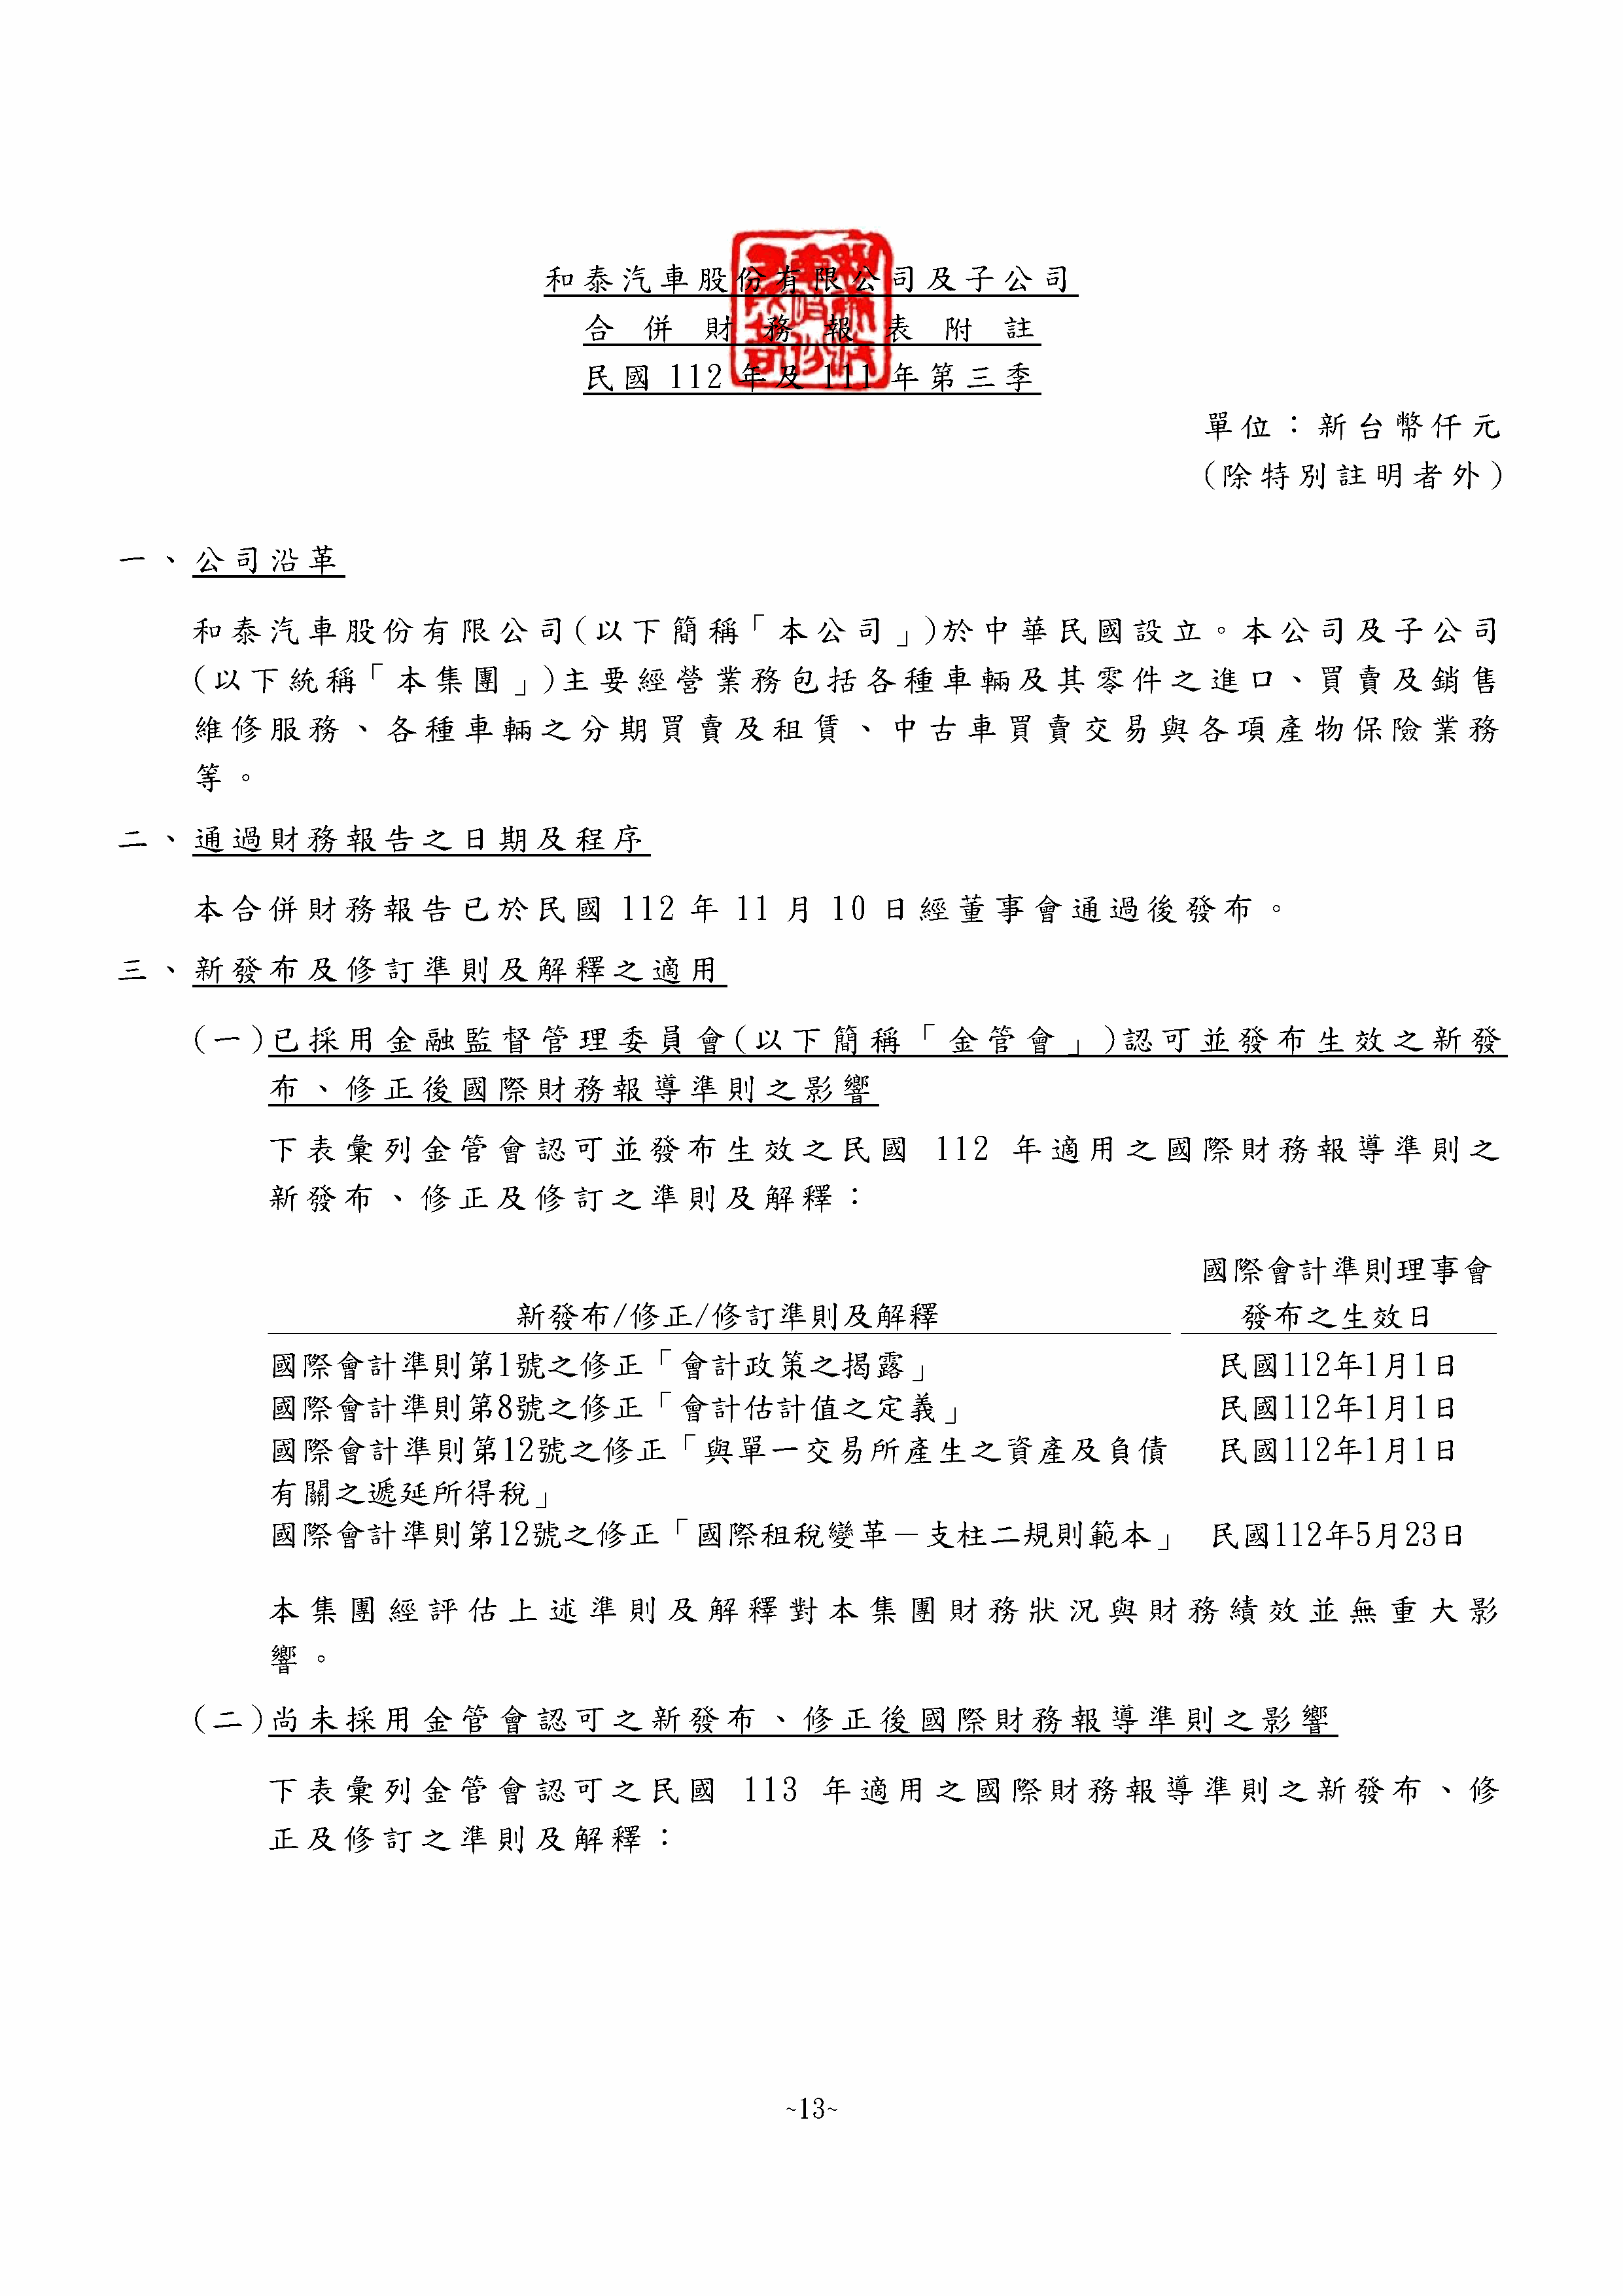 和泰汽車股份有限公司及子公司
合併財務報表附註
民國 112 年及 111 年第三季
單位：新台幣仟元
(除特別註明者外)
一、公司沿革
和泰汽車股份有限公司(以下簡稱「本公司」)於中華民國設立。本公司及子公司
(以下統稱「本集團」)主要經營業務包括各種車輛及其零件之進口、買賣及銷售
維修服務、各種車輛之分期買賣及租賃、中古車買賣交易與各項產物保險業務
等。
二、通過財務報告之日期及程序
本合併財務報告已於民國 112 年 11 月 10 日經董事會通過後發布。
三、新發布及修訂準則及解釋之適用
(一)已採用金融監督管理委員會(以下簡稱「金管會」)認可並發布生效之新發
布、修正後國際財務報導準則之影響
下表彙列金管會認可並發布生效之民國 112 年適用之國際財務報導準則之
新發布、修正及修訂之準則及解釋：
國際會計準則理事會
新發布/修正/修訂準則及解釋 發布之生效日
國際會計準則第1號之修正「會計政策之揭露」 民國112年1月1日
國際會計準則第8號之修正「會計估計值之定義」 民國112年1月1日
國際會計準則第12號之修正「與單一交易所產生之資產及負債 民國112年1月1日
有關之遞延所得稅」
國際會計準則第12號之修正「國際租稅變革－支柱二規則範本」 民國112年5月23日
本集團經評估上述準則及解釋對本集團財務狀況與財務績效並無重大影
響。
(二)尚未採用金管會認可之新發布、修正後國際財務報導準則之影響
下表彙列金管會認可之民國 113 年適用之國際財務報導準則之新發布、修
正及修訂之準則及解釋：
~13~